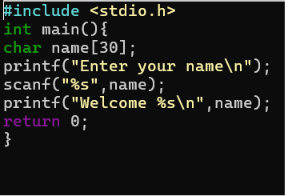 #include <stdio.h>
int main(){
char name[30];
printf("Enter your name\n");
scanf("%s",name);
printf("Welcome %s\n",name);
return 0;
}